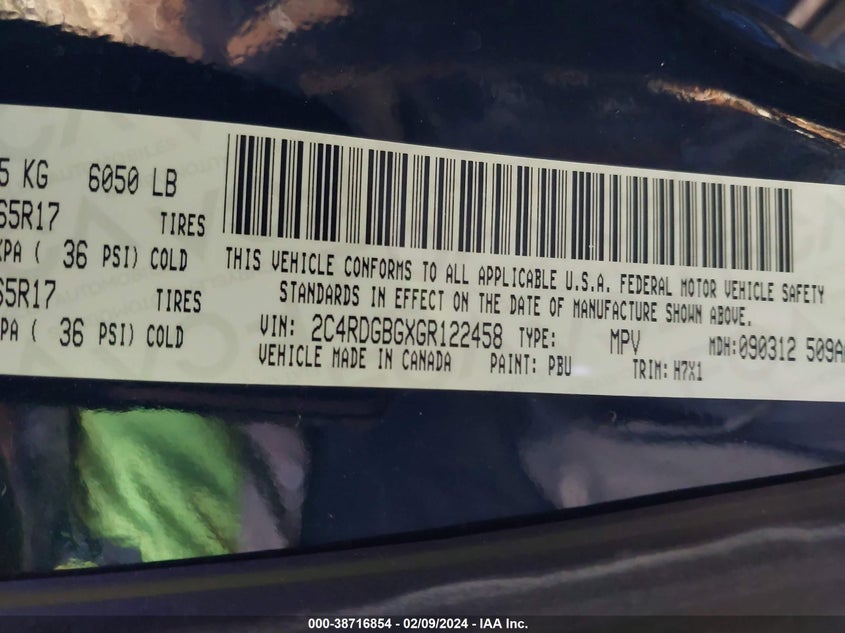 5 KG 6050 LB
65R17 TIRES
KPA ( 36 PSI) COLD
65R17 TIRES
KPA ( 36 PSI) COLD
THIS VEHICLE CONFORMS TO ALL APPLICABLE U.S.A. FEDERAL MOTOR VEHICLE SAFETY
STANDARDS IN EFFECT ON THE DATE OF MANUFACTURE SHOWN ABOVE.
VIN: 2C4RDGBGXGR122458 TYPE: MPV MDH: 090312 509A
VEHICLE MADE IN CANADA PAINT: PBU TRIM: H7X1
000-38716854 / 02/09/2024 - IAA Inc.